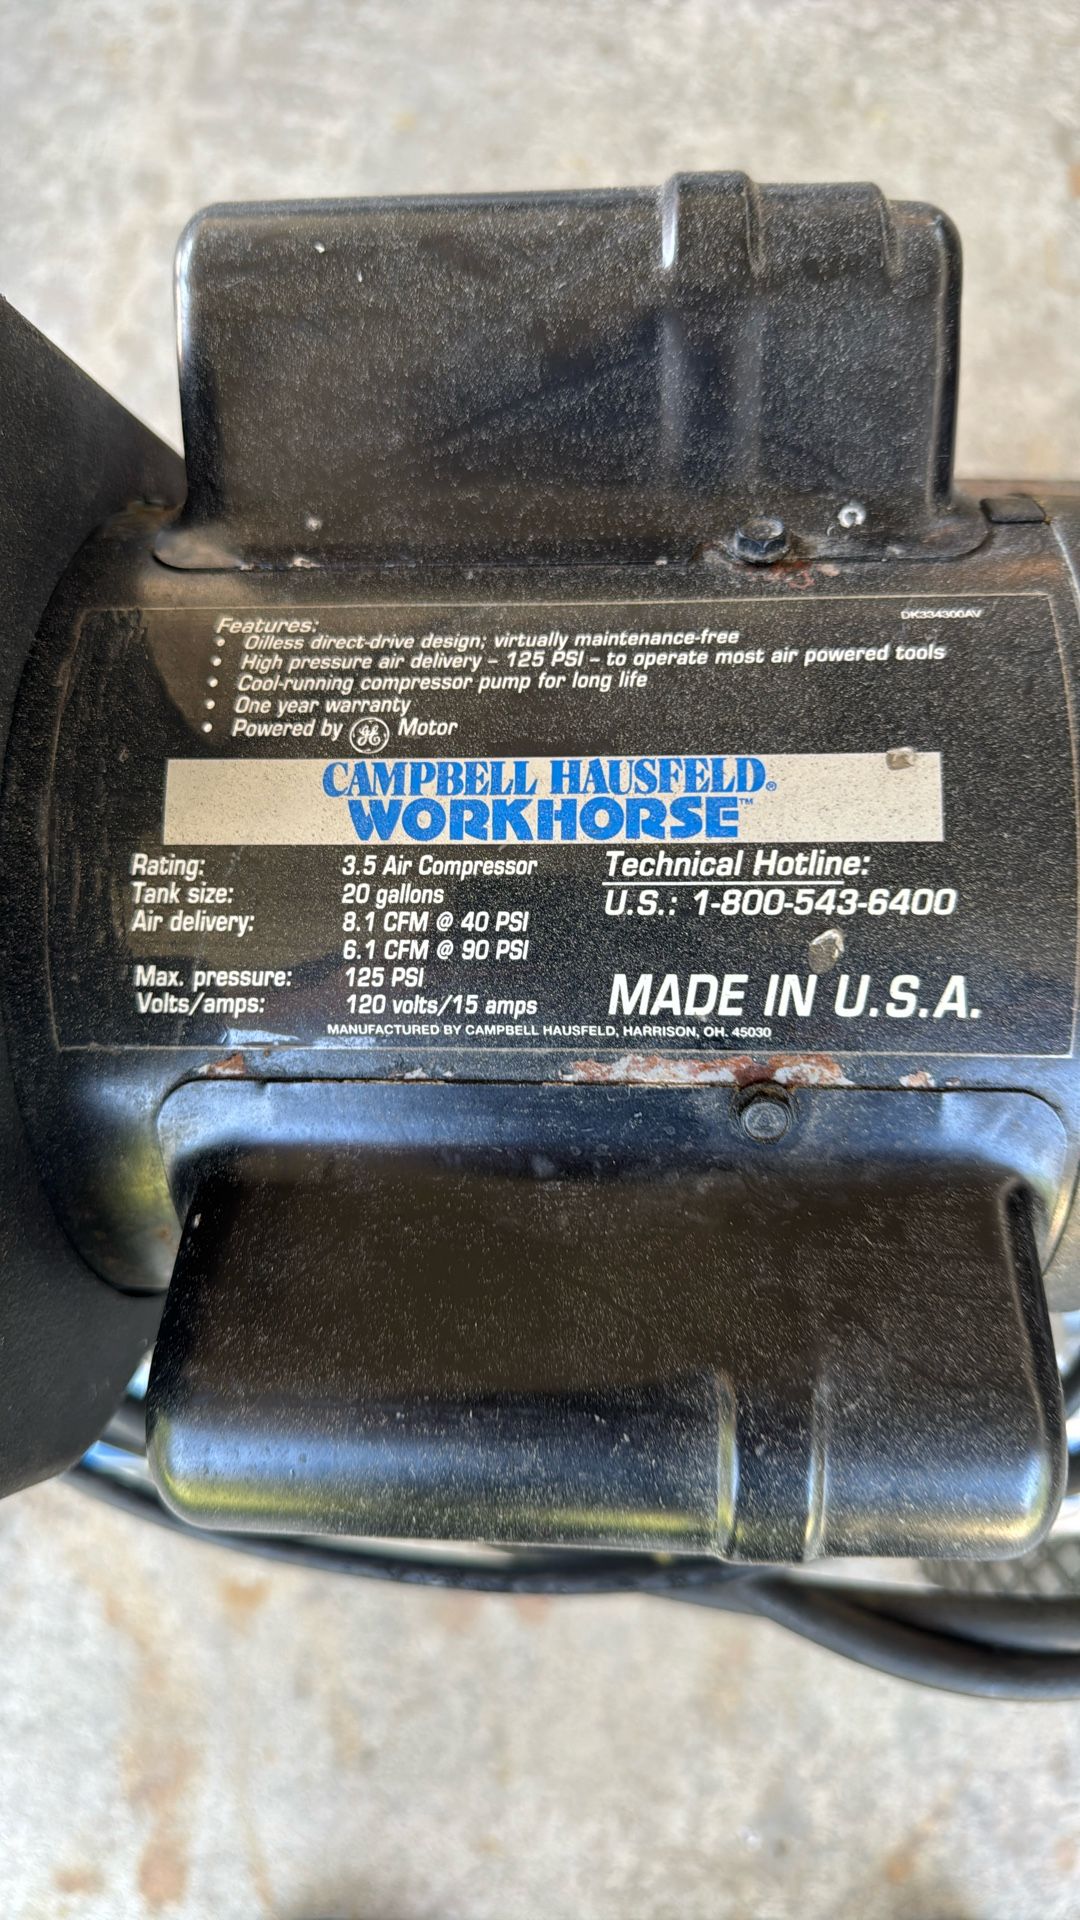 DK334300AV
Features:
• Oilless direct-drive design; virtually maintenance-free
• High pressure air delivery – 125 PSI – to operate most air powered tools
• Cool-running compressor pump for long life
• One year warranty
• Powered by GE Motor
CAMPBELL HAUSFELD®
WORKHORSE™
Rating: 3.5 Air Compressor
Tank size: 20 gallons
Air delivery: 8.1 CFM @ 40 PSI
6.1 CFM @ 90 PSI
Max. pressure: 125 PSI
Volts/amps: 120 volts/15 amps
Technical Hotline:
U.S.: 1-800-543-6400
MADE IN U.S.A.
MANUFACTURED BY CAMPBELL HAUSFELD, HARRISON, OH. 45030